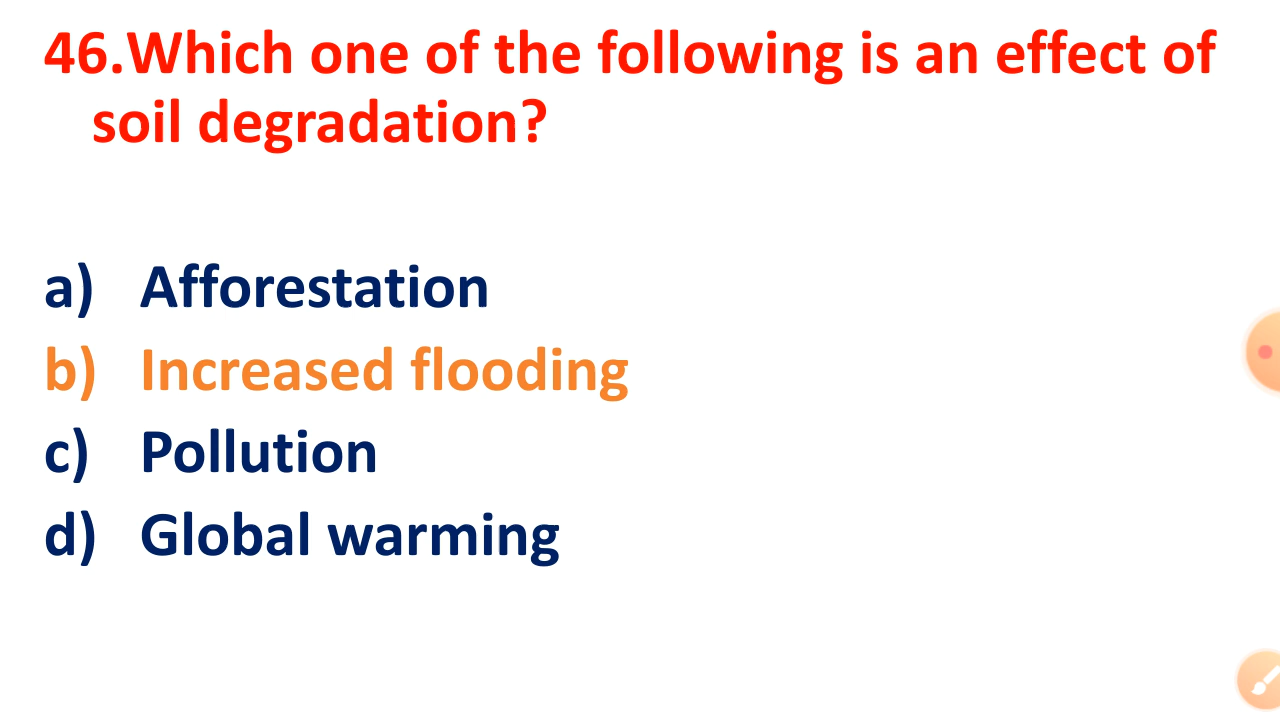 46.Which one of the following is an effect of
soil degradation?
a) Afforestation
b) Increased flooding
c) Pollution
d) Global warming